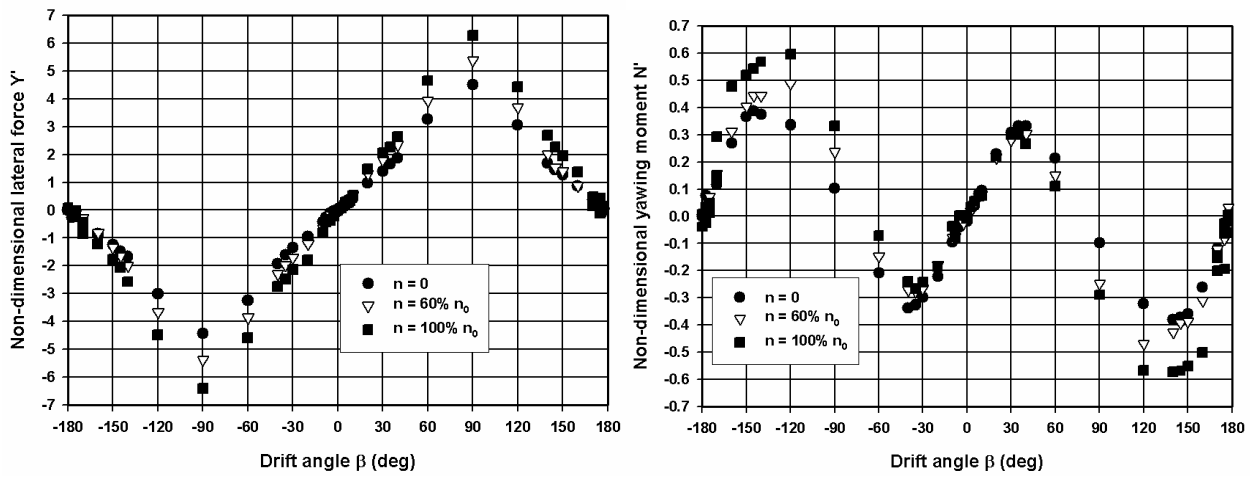 7
6
5
4
3
2
1
0
-1
-2
-3
-4
-5
-6
-7
Non-dimensional lateral force Y'
n = 0
n = 60% n₀
n = 100% n₀
-180 -150 -120 -90 -60 -30 0 30 60 90 120 150 180
Drift angle β (deg)
0.7
0.6
0.5
0.4
0.3
0.2
0.1
0.0
-0.1
-0.2
-0.3
-0.4
-0.5
-0.6
-0.7
Non-dimensional yawing moment N'
n = 0
n = 60% n₀
n = 100% n₀
-180 -150 -120 -90 -60 -30 0 30 60 90 120 150 180
Drift angle β (deg)